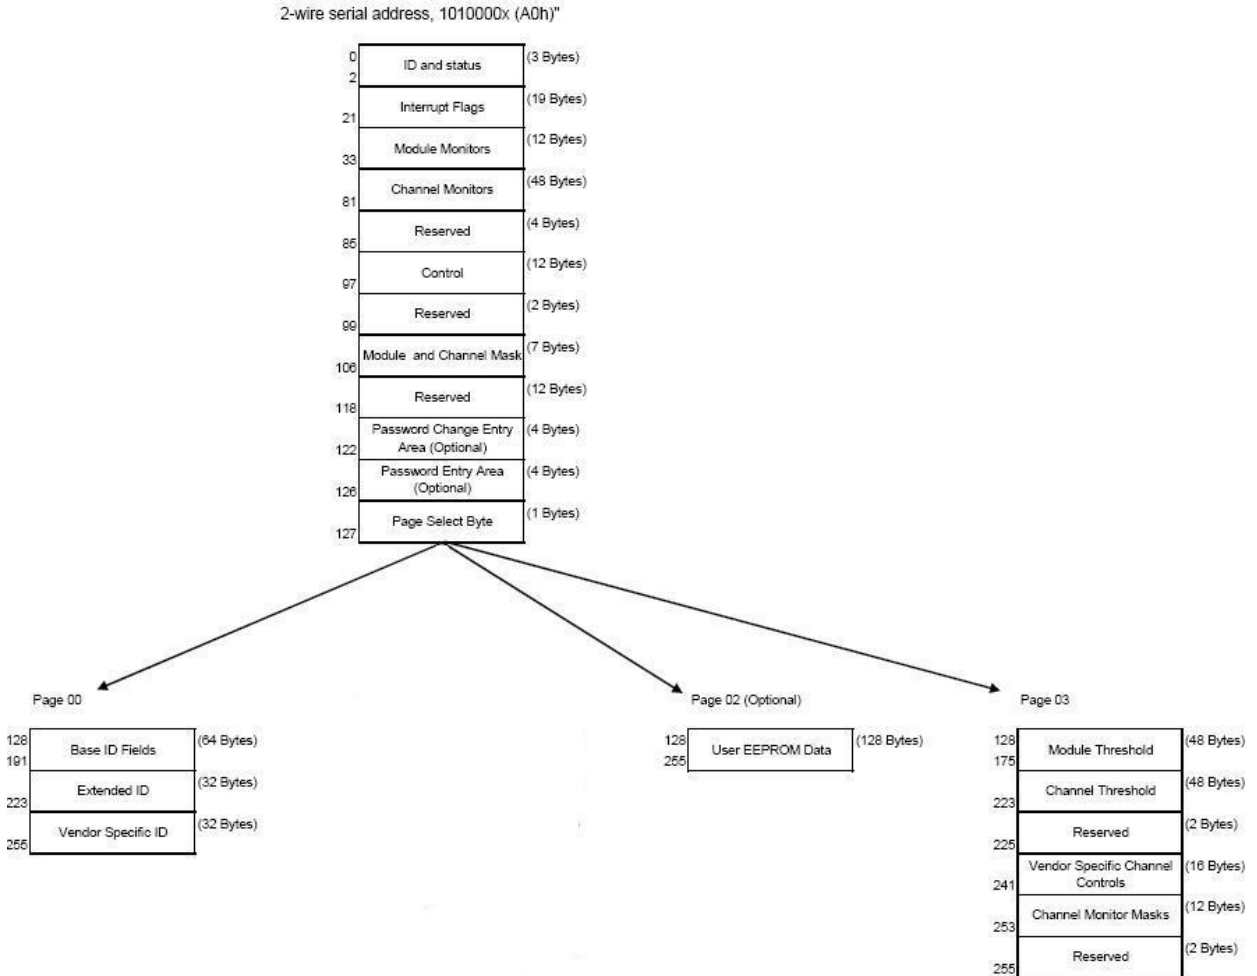 2-wire serial address, 1010000x (A0h)"
0
ID and status
(3 Bytes)
2
Interrupt Flags
(19 Bytes)
21
Module Monitors
(12 Bytes)
33
Channel Monitors
(48 Bytes)
81
Reserved
(4 Bytes)
85
Control
(12 Bytes)
97
Reserved
(2 Bytes)
99
Module and Channel Mask
(7 Bytes)
106
Reserved
(12 Bytes)
118
Password Change Entry
Area (Optional)
(4 Bytes)
122
Password Entry Area
(Optional)
(4 Bytes)
126
Page Select Byte
(1 Bytes)
127
Page 00
128
Base ID Fields
(64 Bytes)
191
Extended ID
(32 Bytes)
223
Vendor Specific ID
(32 Bytes)
255
Page 02 (Optional)
128
User EEPROM Data
(128 Bytes)
255
Page 03
128
Module Threshold
(48 Bytes)
175
Channel Threshold
(48 Bytes)
223
Reserved
(2 Bytes)
225
Vendor Specific Channel
Controls
(16 Bytes)
241
Channel Monitor Masks
(12 Bytes)
253
Reserved
(2 Bytes)
255